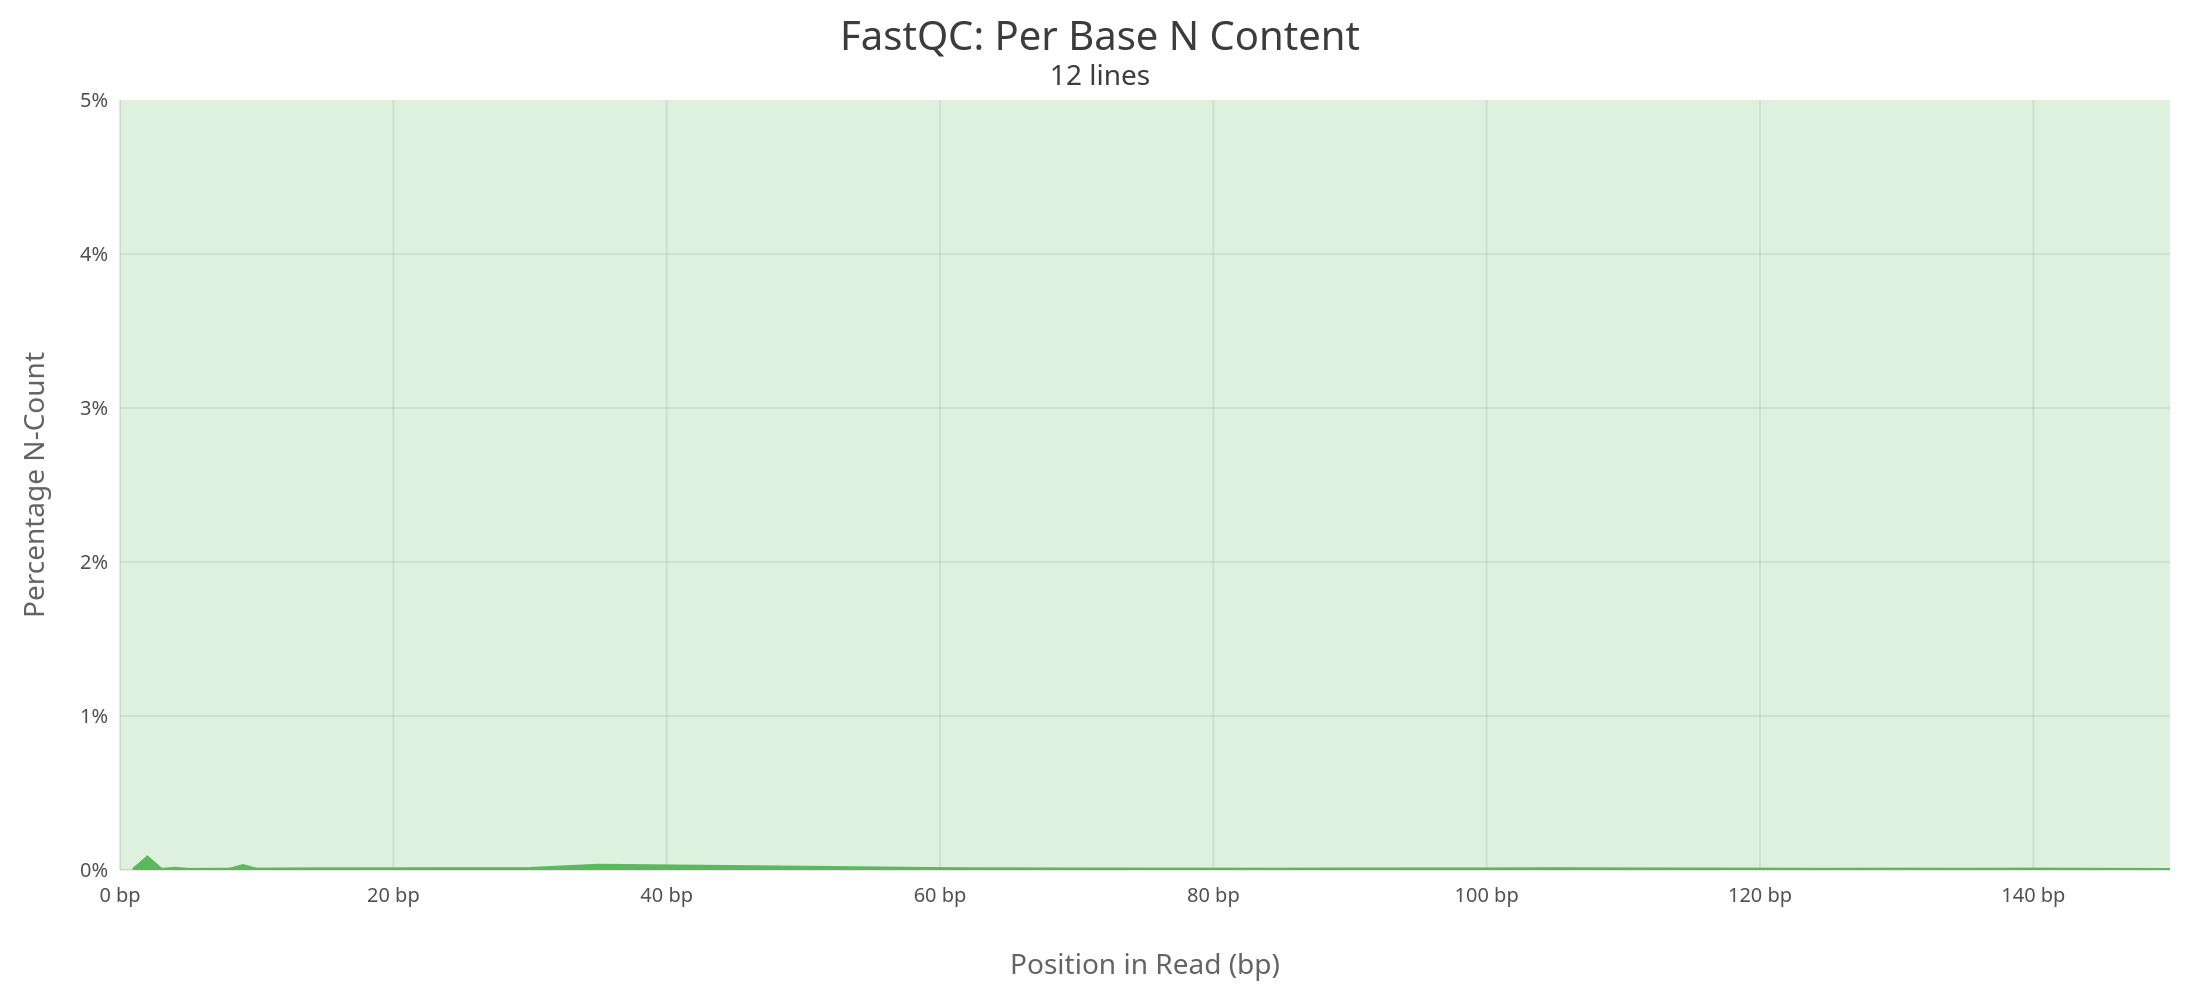 FastQC: Per Base N Content
12 lines
5%
4%
3%
2%
1%
0%
Percentage N-Count
0 bp
20 bp
40 bp
60 bp
80 bp
100 bp
120 bp
140 bp
Position in Read (bp)